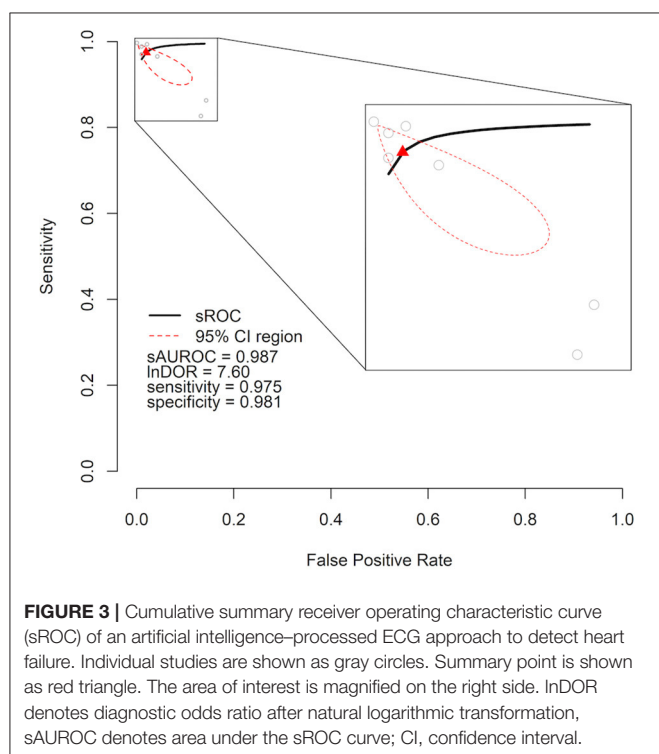 1.0
0.8
0.6
0.4
0.2
0.0
Sensitivity
sROC
95% CI region
sAUROC = 0.987
lnDOR = 7.60
sensitivity = 0.975
specificity = 0.981
0.0 0.2 0.4 0.6 0.8 1.0
False Positive Rate
FIGURE 3 | Cumulative summary receiver operating characteristic curve
(sROC) of an artificial intelligence–processed ECG approach to detect heart
failure. Individual studies are shown as gray circles. Summary point is shown
as red triangle. The area of interest is magnified on the right side. lnDOR
denotes diagnostic odds ratio after natural logarithmic transformation,
sAUROC denotes area under the sROC curve; CI, confidence interval.